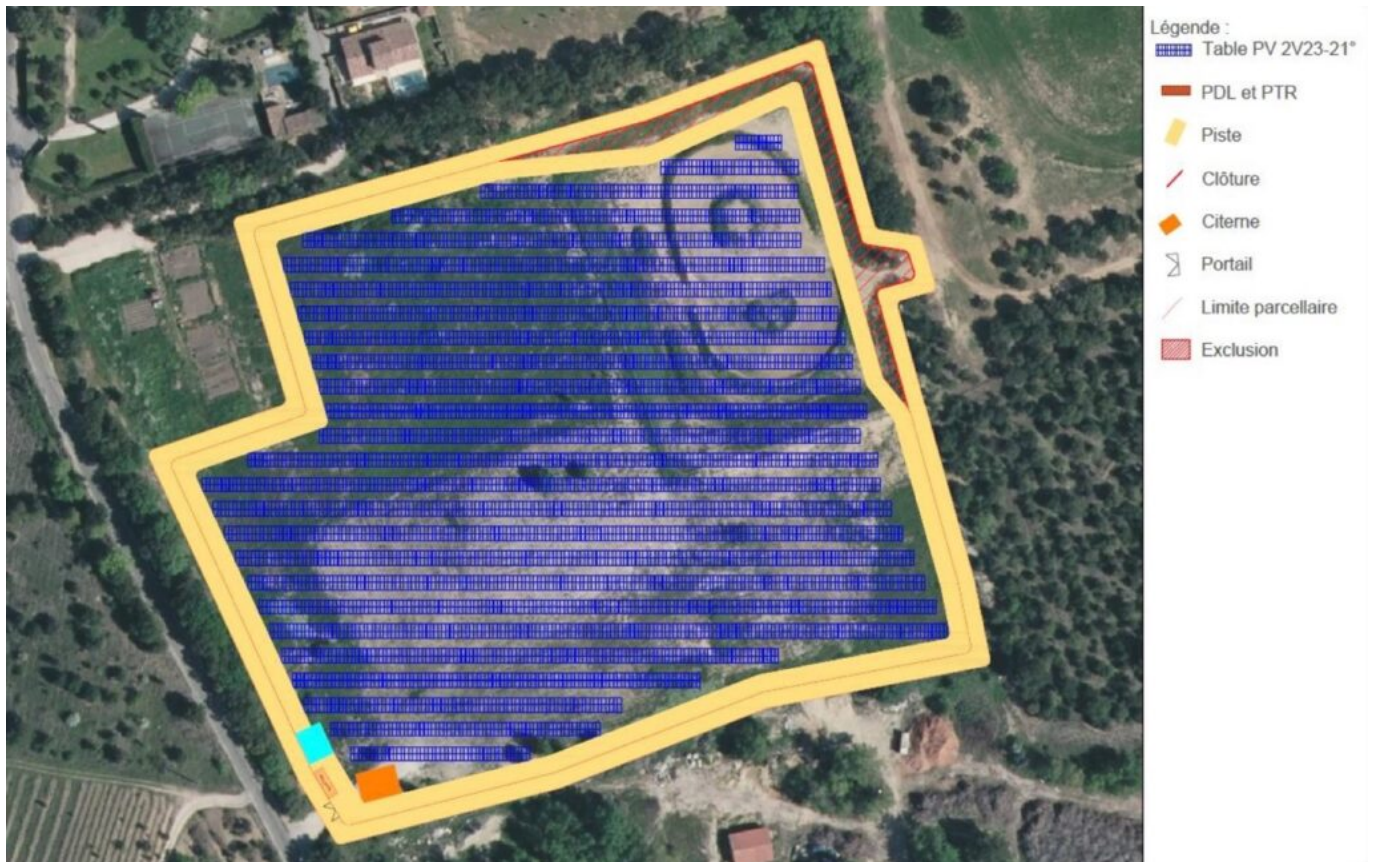 Légende :
Table PV 2V23-21°
PDL et PTR
Piste
Clôture
Citerne
Portail
Limite parcellaire
Exclusion